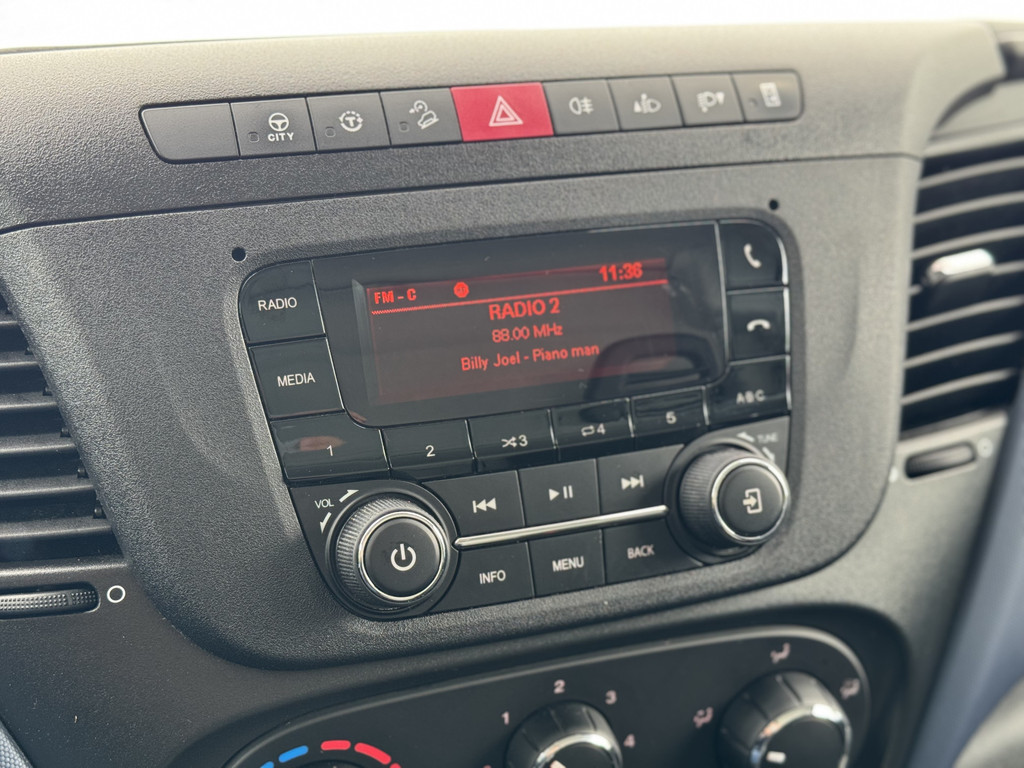 CITY
FM - C
11:36
RADIO 2
88.00 MHz
Billy Joel - Piano man
RADIO
MEDIA
ABC
1
2
3
4
5
VOL
TUNE
INFO
MENU
BACK
1
2
3
4